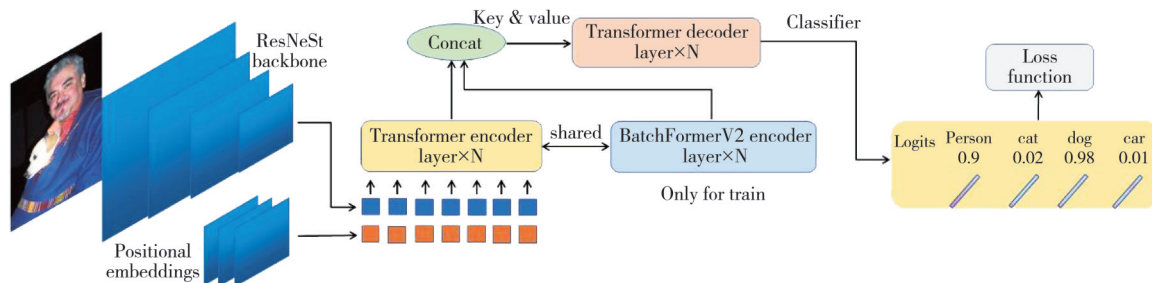 ResNeSt
backbone
Positional
embeddings
Key & value
Concat
Transformer decoder
layer×N
Classifier
Transformer encoder
layer×N
shared
BatchFormerV2 encoder
layer×N
Only for train
Loss
function
Logits Person cat dog car
0.9 0.02 0.98 0.01